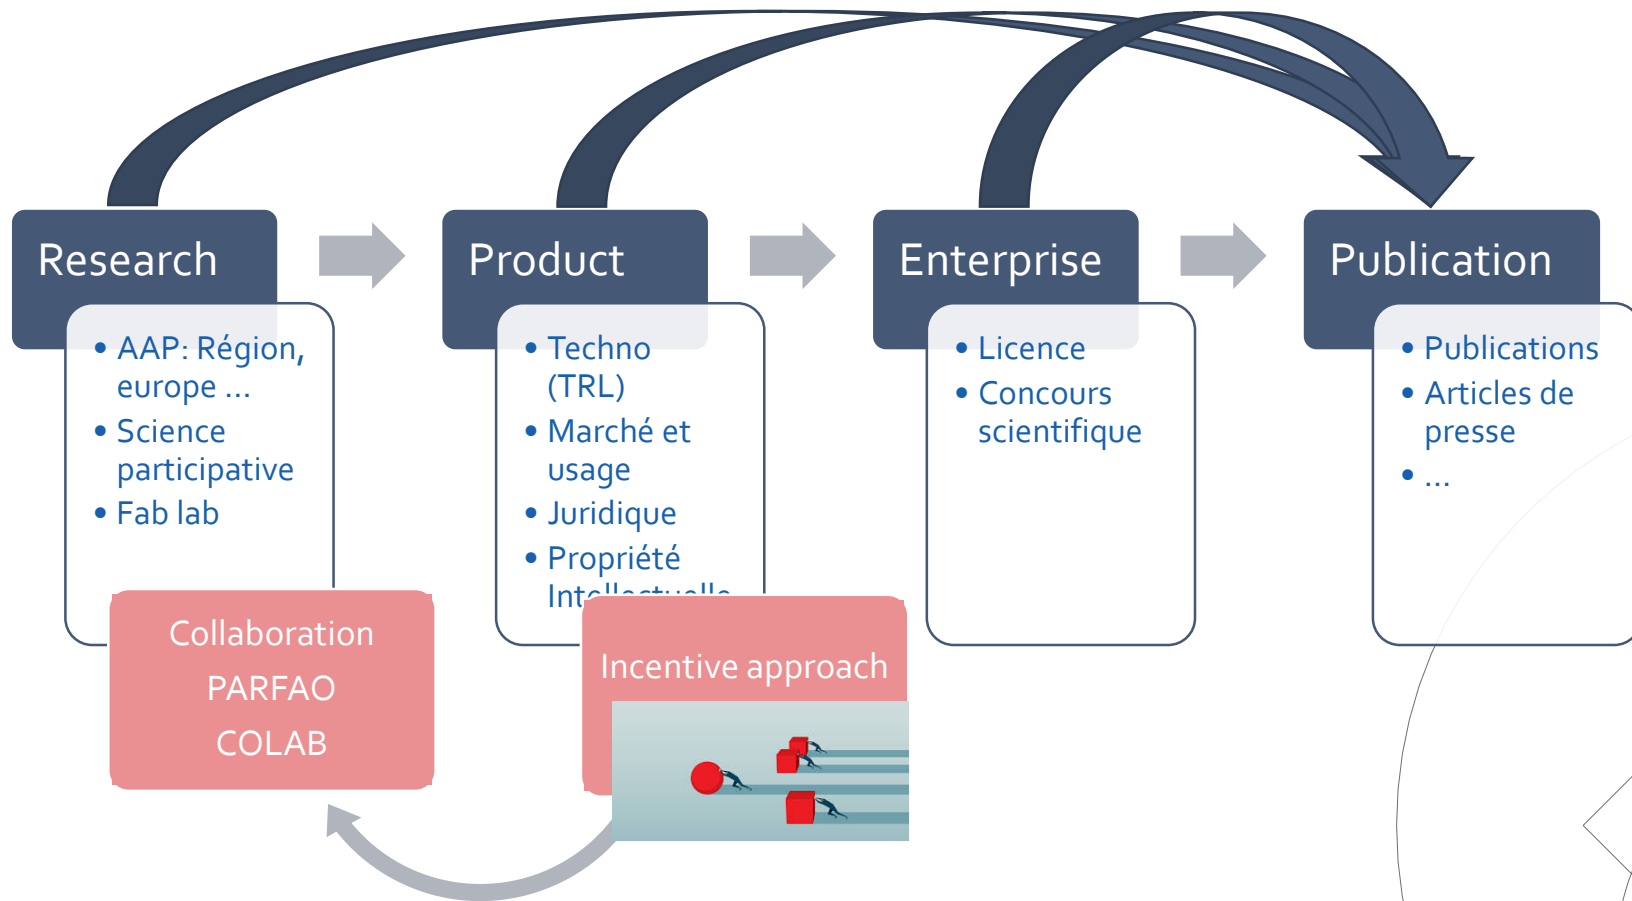 Research
• AAP: Région,
europe ...
• Science
participative
• Fab lab
Collaboration
PARFAO
COLAB
Product
• Techno
(TRL)
• Marché et
usage
• Juridique
• Propriété
Intellectuelle
Incentive approach
Enterprise
• Licence
• Concours
scientifique
Publication
• Publications
• Articles de
presse
• ...